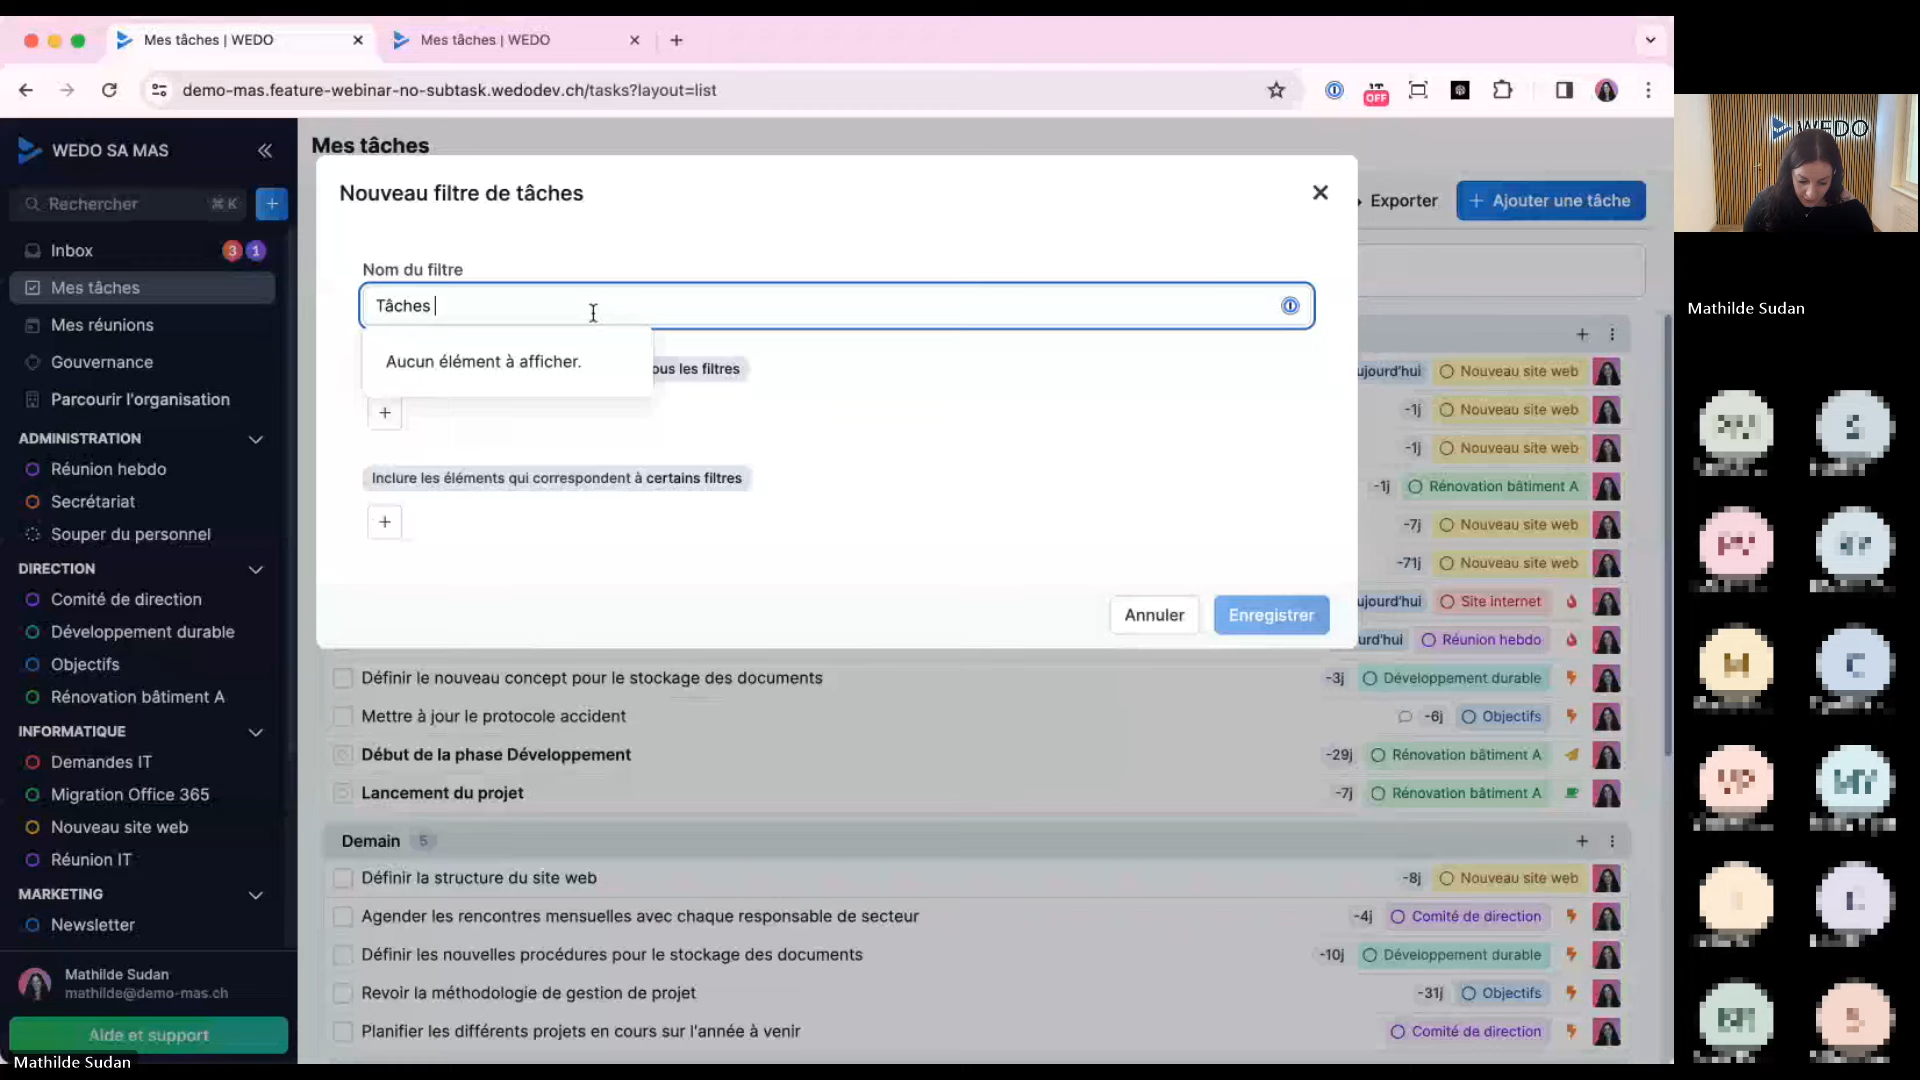 Mes tâches | WEDO
Mes tâches | WEDO
demo-mas.feature-webinar-no-subtask.wedodev.ch/tasks?layout=list
OFF
WEDO SA MAS
Rechercher
⌘ K
Inbox
3 1
Mes tâches
Mes réunions
Gouvernance
Parcourir l'organisation
ADMINISTRATION
Réunion hebdo
Secrétariat
Souper du personnel
DIRECTION
Comité de direction
Développement durable
Objectifs
Rénovation bâtiment A
INFORMATIQUE
Demandes IT
Migration Office 365
Nouveau site web
Réunion IT
MARKETING
Newsletter
Mathilde Sudan
mathilde@demo-mas.ch
Aide et support
Mathilde Sudan
Mes tâches
Exporter
Ajouter une tâche
Nouveau filtre de tâches
Nom du filtre
Tâches
Aucun élément à afficher.
ous les filtres
Inclure les éléments qui correspondent à certains filtres
Annuler
Enregistrer
ujourd'hui Nouveau site web
-1j Nouveau site web
-1j Nouveau site web
-1j Rénovation bâtiment A
-7j Nouveau site web
-71j Nouveau site web
ujourd'hui Site internet
urd'hui Réunion hebdo
Définir le nouveau concept pour le stockage des documents -3j Développement durable
Mettre à jour le protocole accident -6j Objectifs
Début de la phase Développement -29j Rénovation bâtiment A
Lancement du projet -7j Rénovation bâtiment A
Demain 5
Définir la structure du site web -8j Nouveau site web
Agender les rencontres mensuelles avec chaque responsable de secteur -4j Comité de direction
Définir les nouvelles procédures pour le stockage des documents -10j Développement durable
Revoir la méthodologie de gestion de projet -31j Objectifs
Planifier les différents projets en cours sur l'année à venir Comité de direction
WEDO
Mathilde Sudan